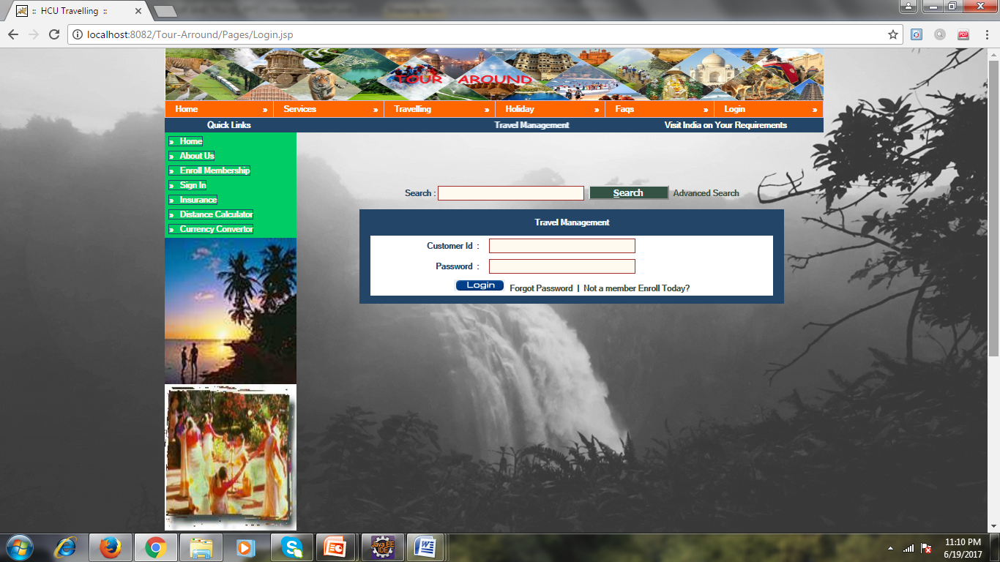 :: HCU Travelling ::
localhost:8082/Tour-Arround/Pages/Login.jsp
PDF
TOUR AROUND
Home » Services » Travelling » Holiday » Faqs » Login »
Quick Links Travel Management Visit India on Your Requirements
» Home
» About Us
» Enroll Membership
» Sign In
» Insurance
» Distance Calculator
» Currency Convertor
Search : Search Advanced Search
Travel Management
Customer Id :
Password :
Login Forgot Password | Not a member Enroll Today?
Java EE
IDE
11:10 PM
6/19/2017